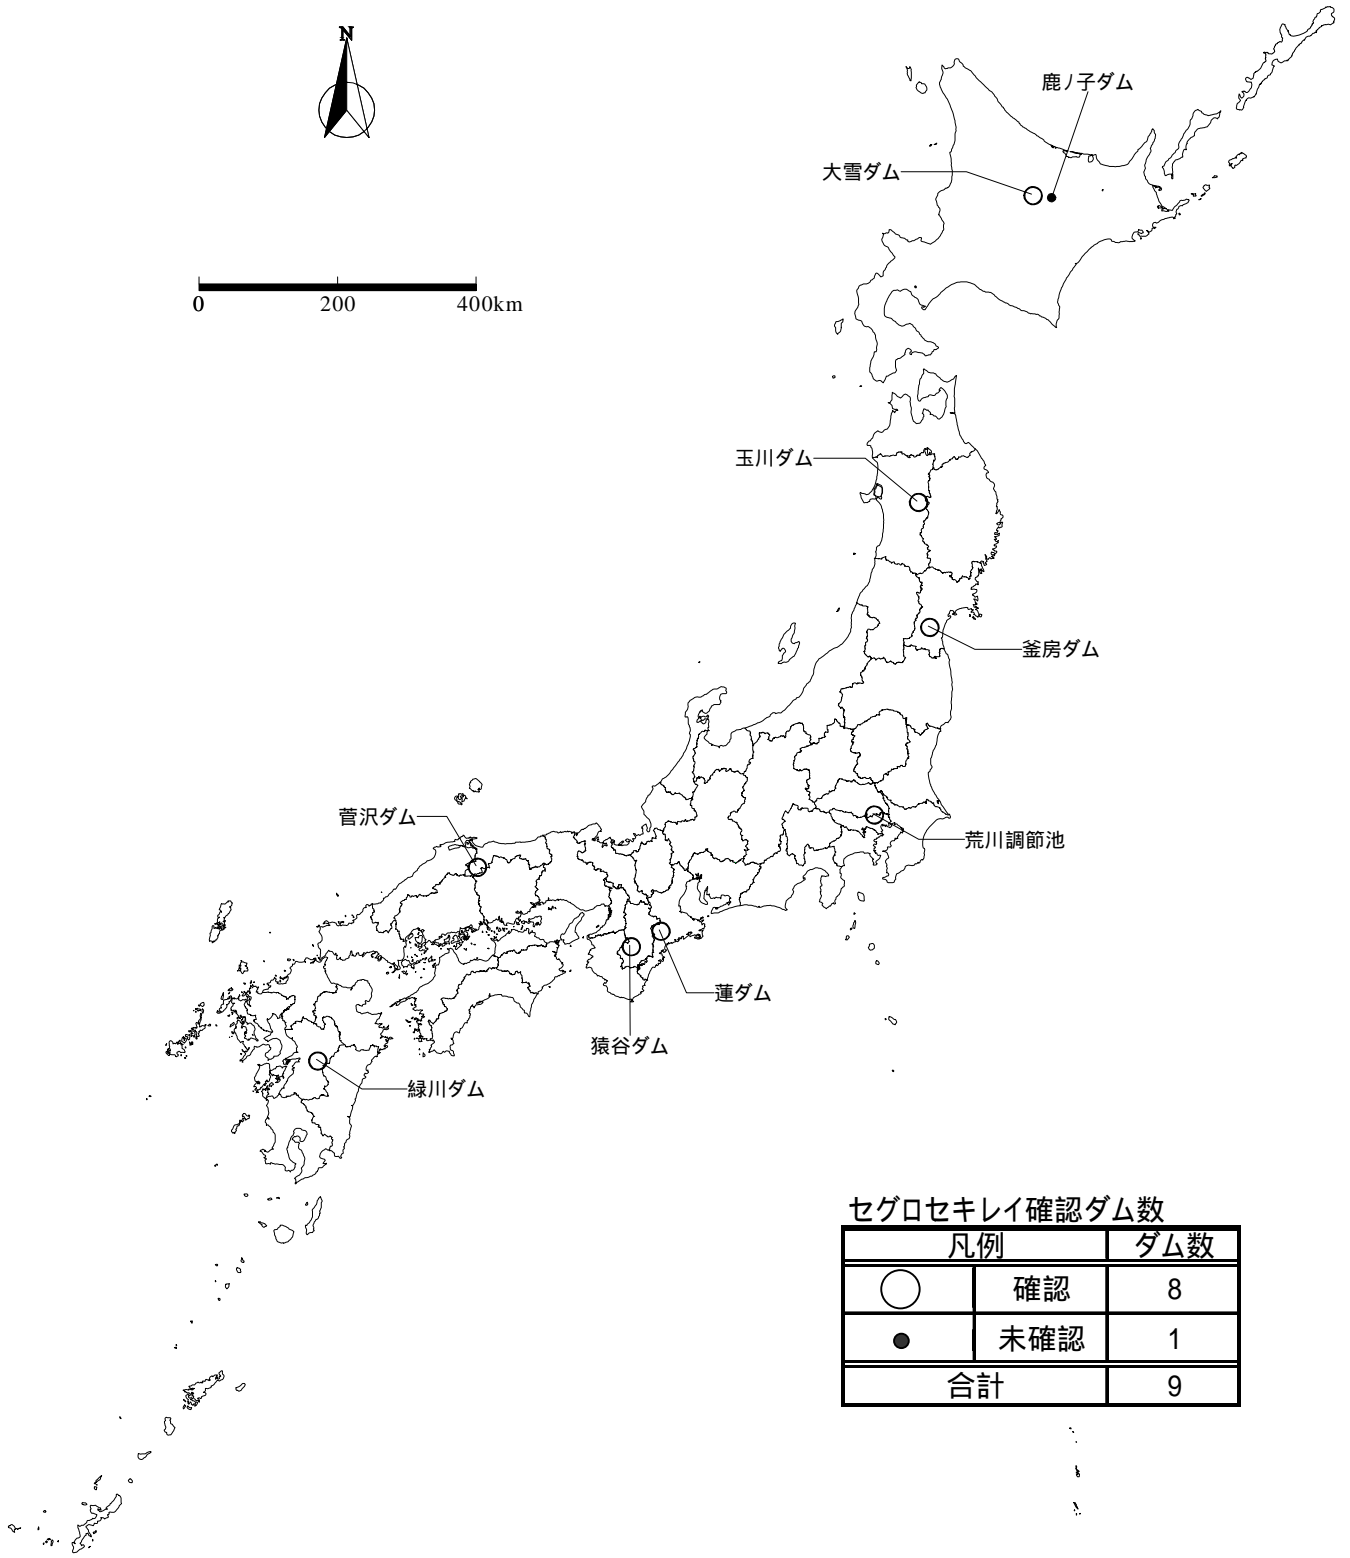 N
鹿ノ子ダム
大雪ダム
0 200 400km
玉川ダム
釜房ダム
菅沢ダム
荒川調節池
蓮ダム
猿谷ダム
緑川ダム
セグロセキレイ確認ダム数
凡例 ダム数
確認 8
未確認 1
合計 9